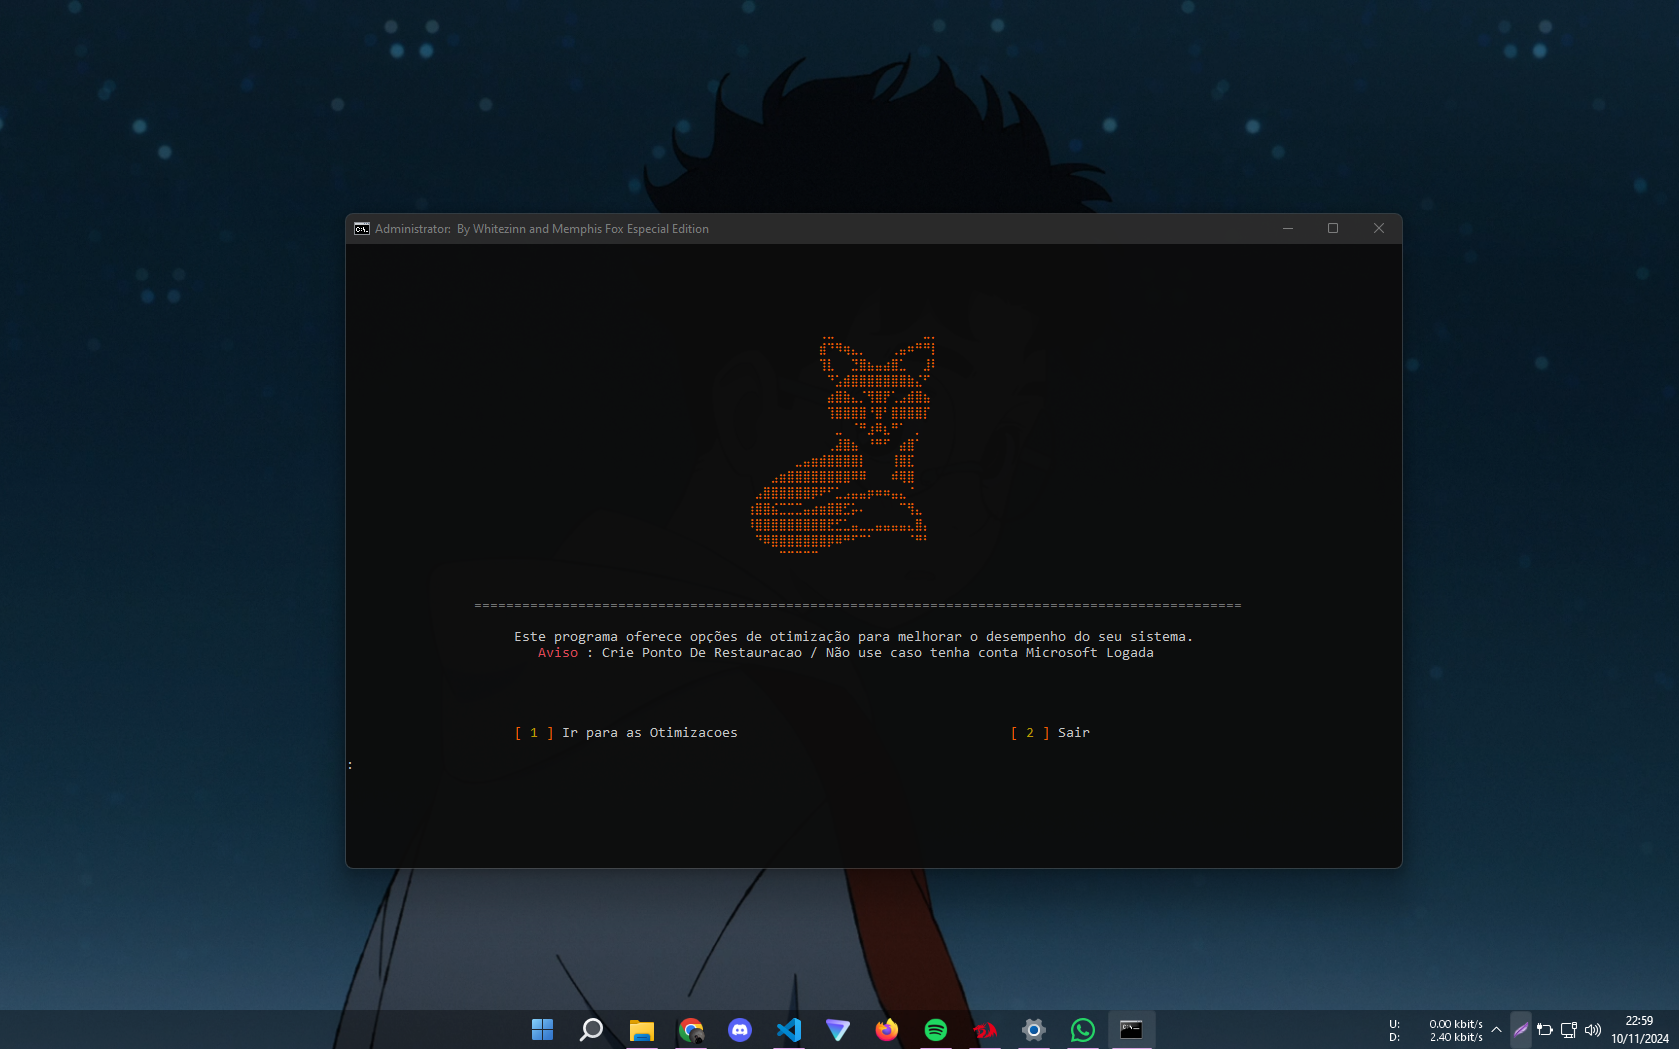 Administrator:  By Whitezinn and Memphis Fox Especial Edition
===============================================================================================
Este programa oferece opções de otimização para melhorar o desempenho do seu sistema.
Aviso : Crie Ponto De Restauracao / Não use caso tenha conta Microsoft Logada
[ 1 ] Ir para as Otimizacoes [ 2 ] Sair
:
U: 0.00 kbit/s
D: 2.40 kbit/s
22:59
10/11/2024